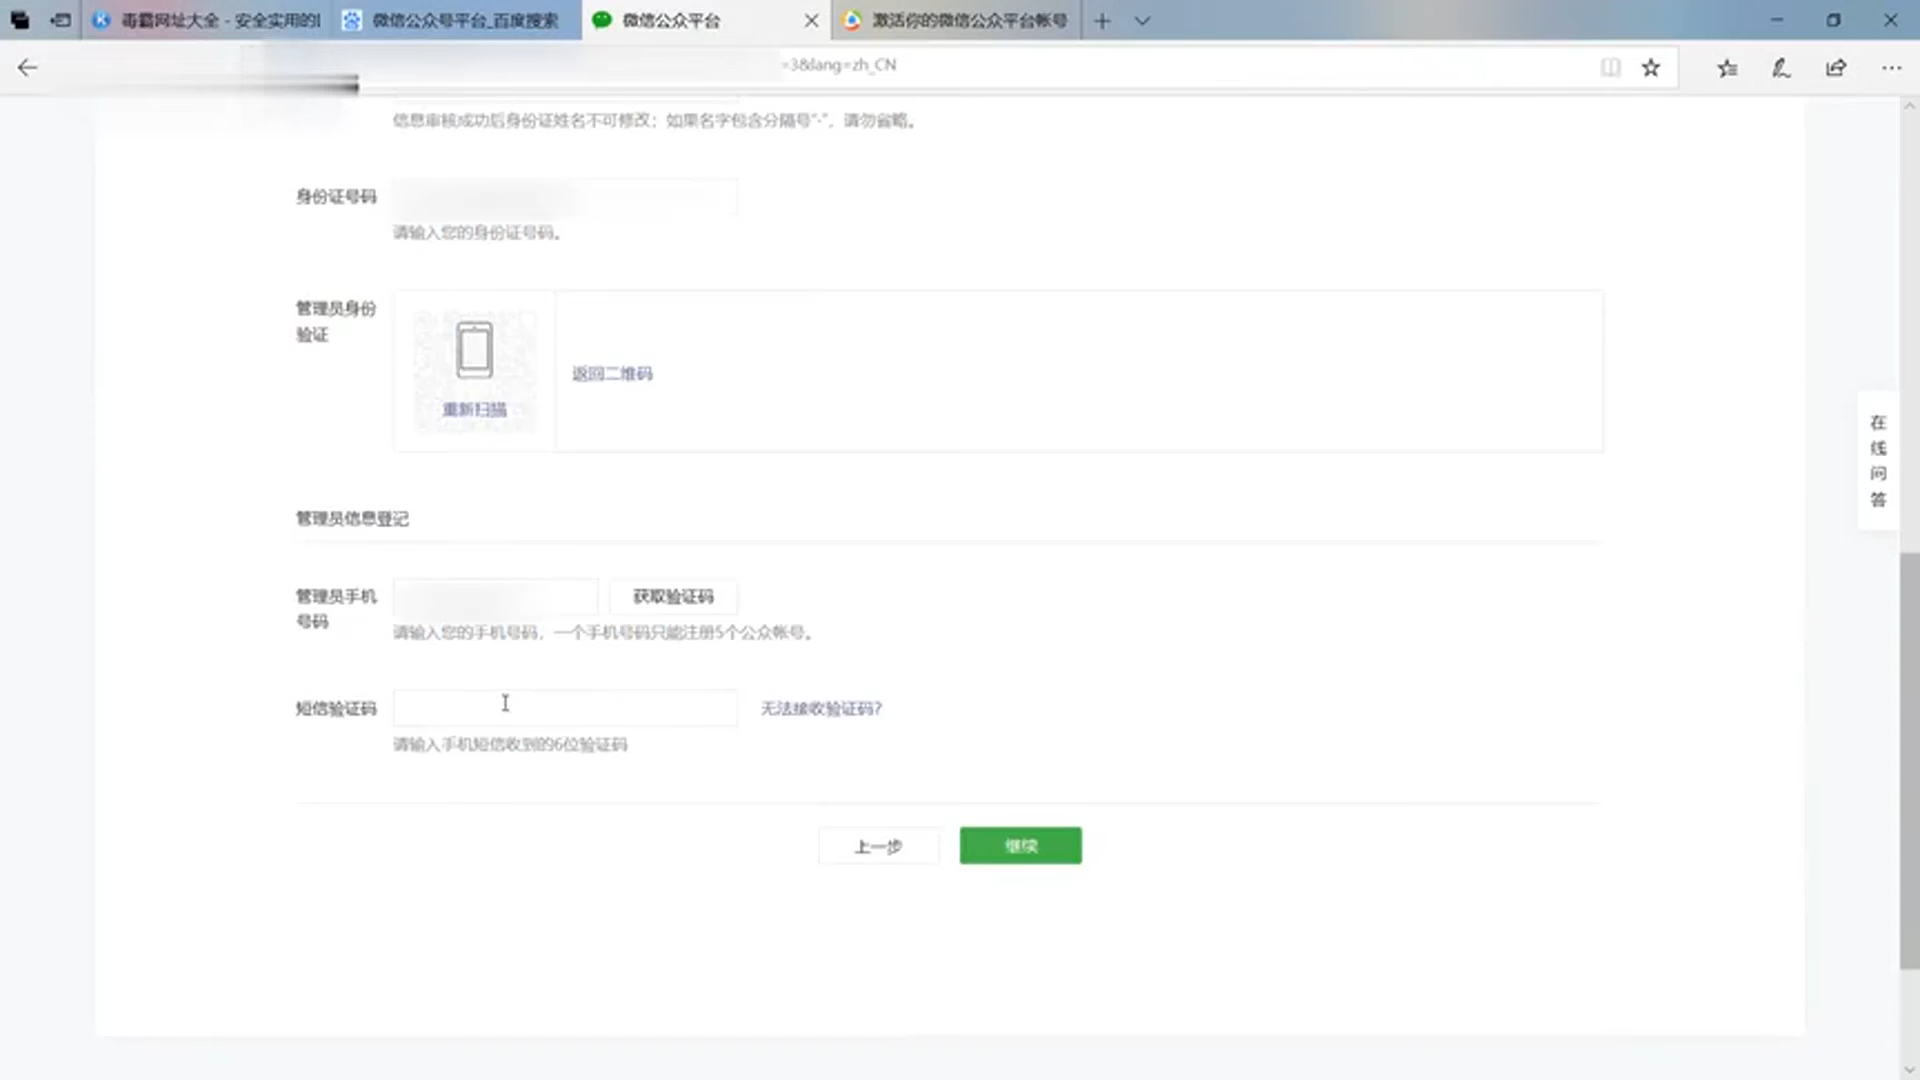 毒霸网址大全 - 安全实用的
微信公众号平台_百度搜索
微信公众平台
激活你的微信公众平台帐号
=3&lang=zh_CN
信息审核成功后身份证姓名不可修改；如果名字包含分隔号“·”，请勿省略。
身份证号码
请输入您的身份证号码。
管理员身份
验证
重新扫描
返回二维码
在
线
问
答
管理员信息登记
管理员手机
号码
获取验证码
请输入您的手机号码，一个手机号码只能注册5个公众帐号。
短信验证码
无法接收验证码?
请输入手机短信收到的6位验证码
上一步
继续